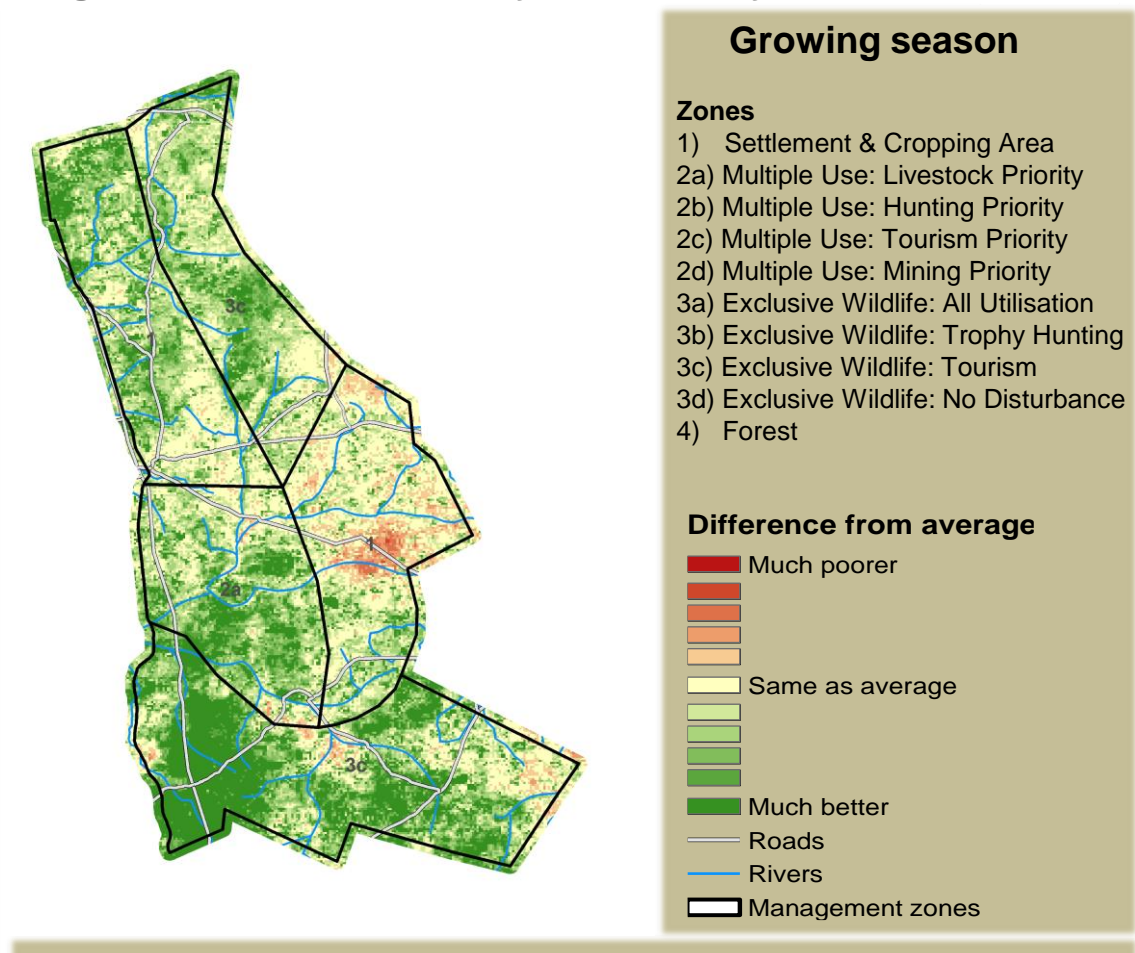 Growing season
Zones
1) Settlement & Cropping Area
2a) Multiple Use: Livestock Priority
2b) Multiple Use: Hunting Priority
2c) Multiple Use: Tourism Priority
2d) Multiple Use: Mining Priority
3a) Exclusive Wildlife: All Utilisation
3b) Exclusive Wildlife: Trophy Hunting
3c) Exclusive Wildlife: Tourism
3d) Exclusive Wildlife: No Disturbance
4) Forest
Difference from average
Much poorer
Same as average
Much better
Roads
Rivers
Management zones
3c
1
1
2a
3c